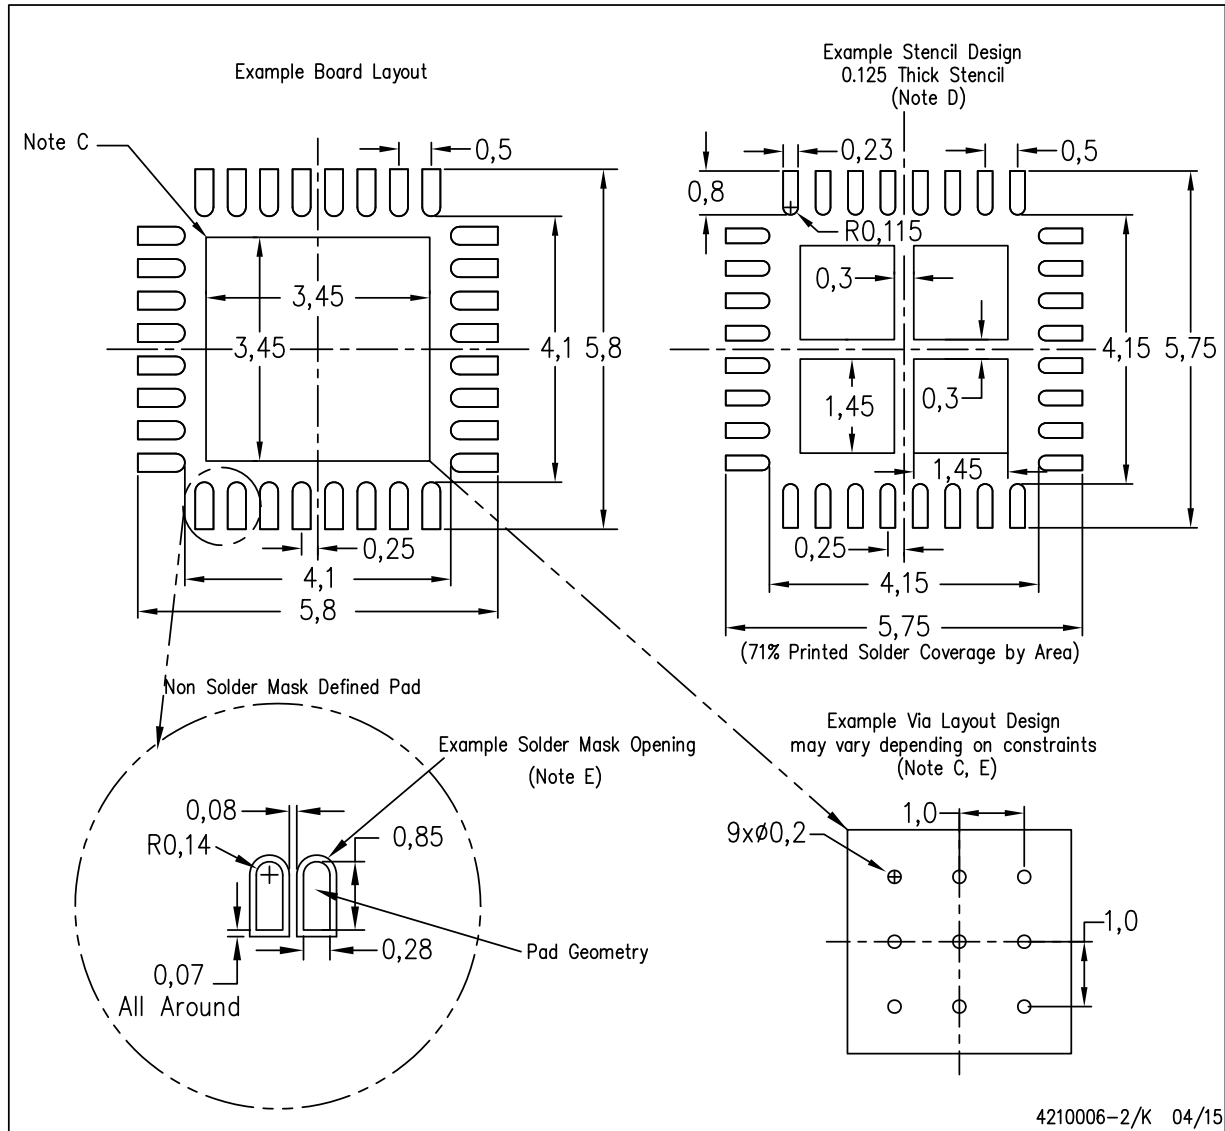 Example Board Layout
Note C
0,5
3,45
3,45
4,1
5,8
0,25
4,1
5,8
Example Stencil Design
0.125 Thick Stencil
(Note D)
0,23
0,5
0,8
R0,115
0,3
4,15
5,75
1,45
0,3
1,45
0,25
4,15
5,75
(71% Printed Solder Coverage by Area)
Non Solder Mask Defined Pad
Example Solder Mask Opening
(Note E)
0,08
R0,14
0,85
0,28
Pad Geometry
0,07
All Around
Example Via Layout Design
may vary depending on constraints
(Note C, E)
1,0
9xø0,2
1,0
4210006-2/K 04/15